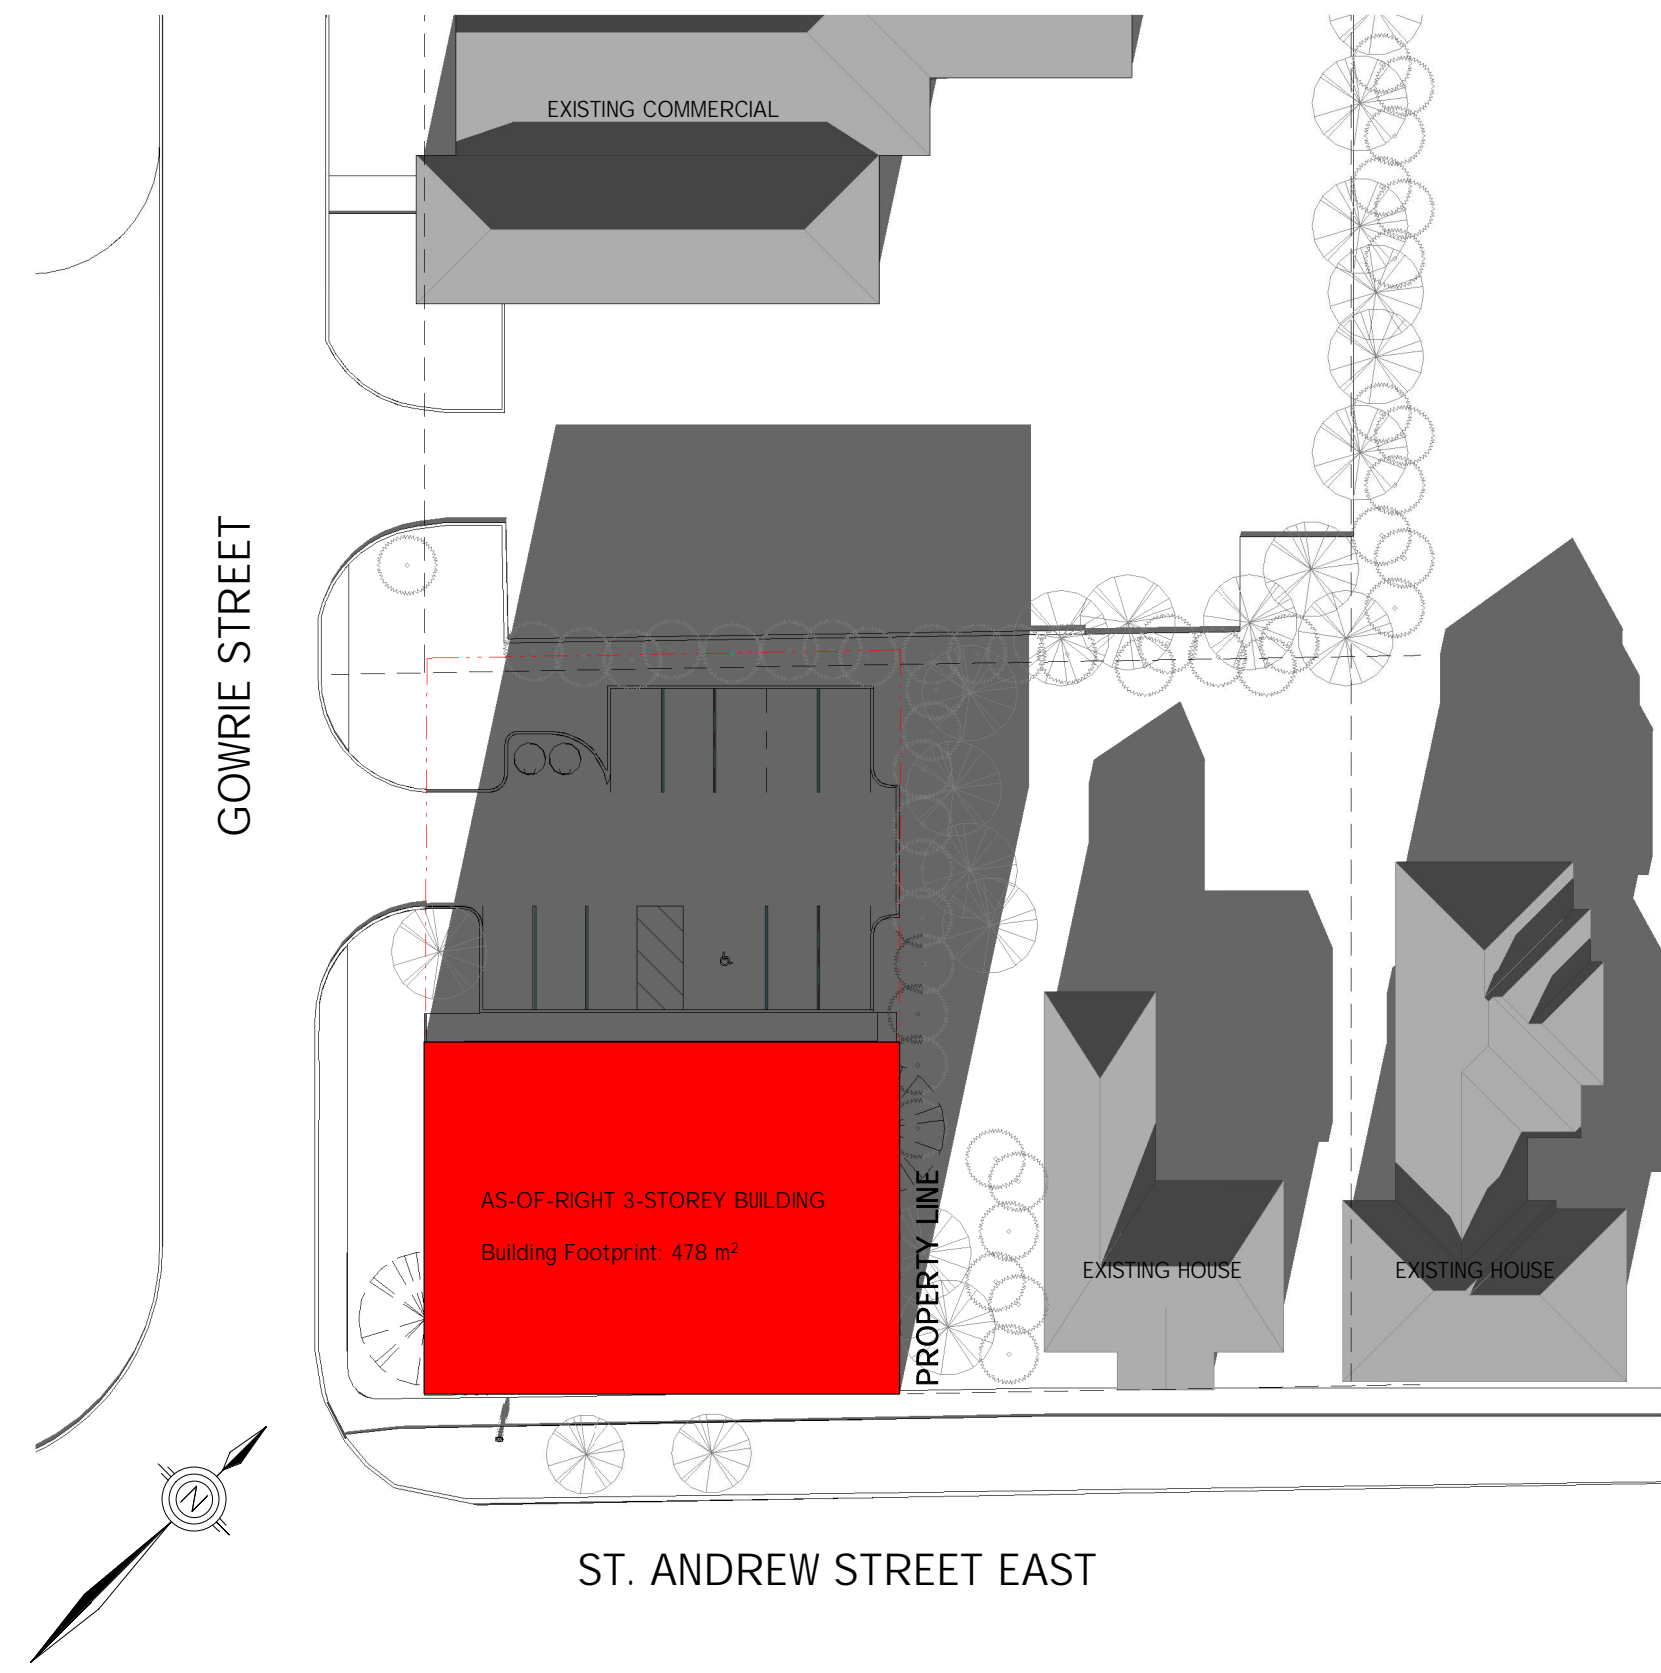 EXISTING COMMERCIAL
GOWRIE STREET
AS-OF-RIGHT 3-STOREY BUILDING
Building Footprint: 478 m²
PROPERTY LINE
EXISTING HOUSE
EXISTING HOUSE
N
ST. ANDREW STREET EAST